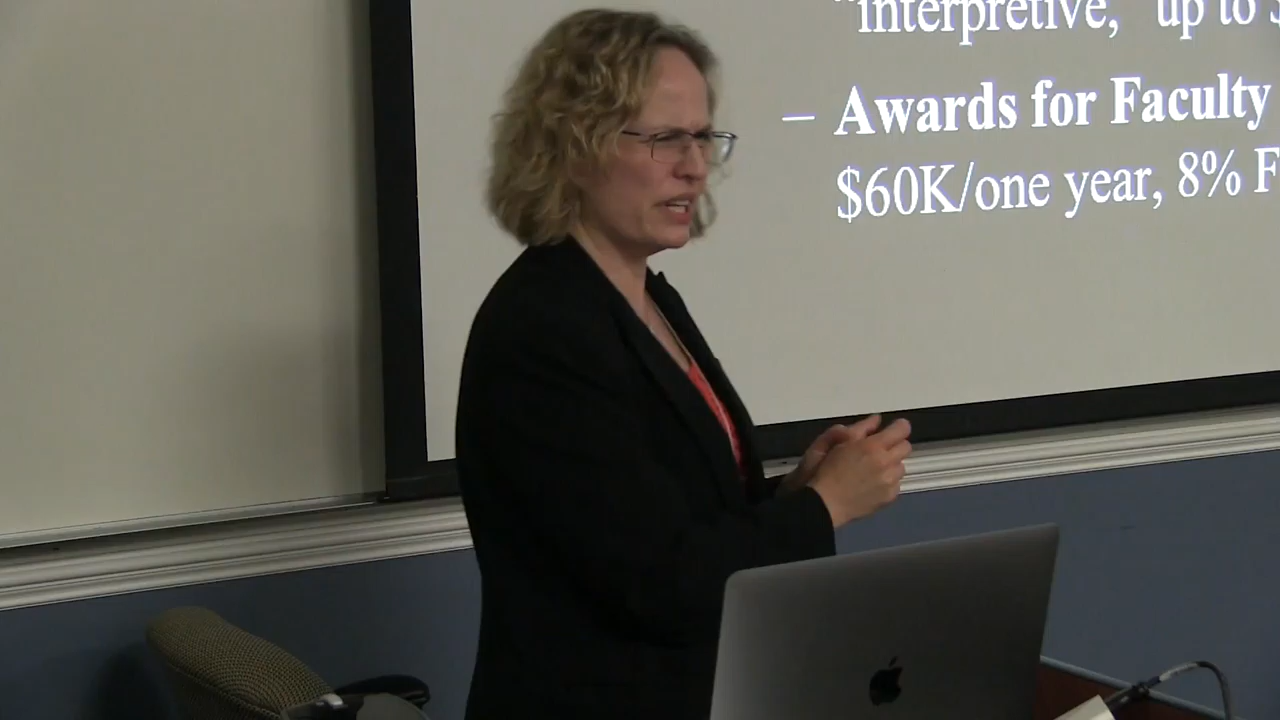 “interpretive,” up to $
– Awards for Faculty
$60K/one year, 8% F